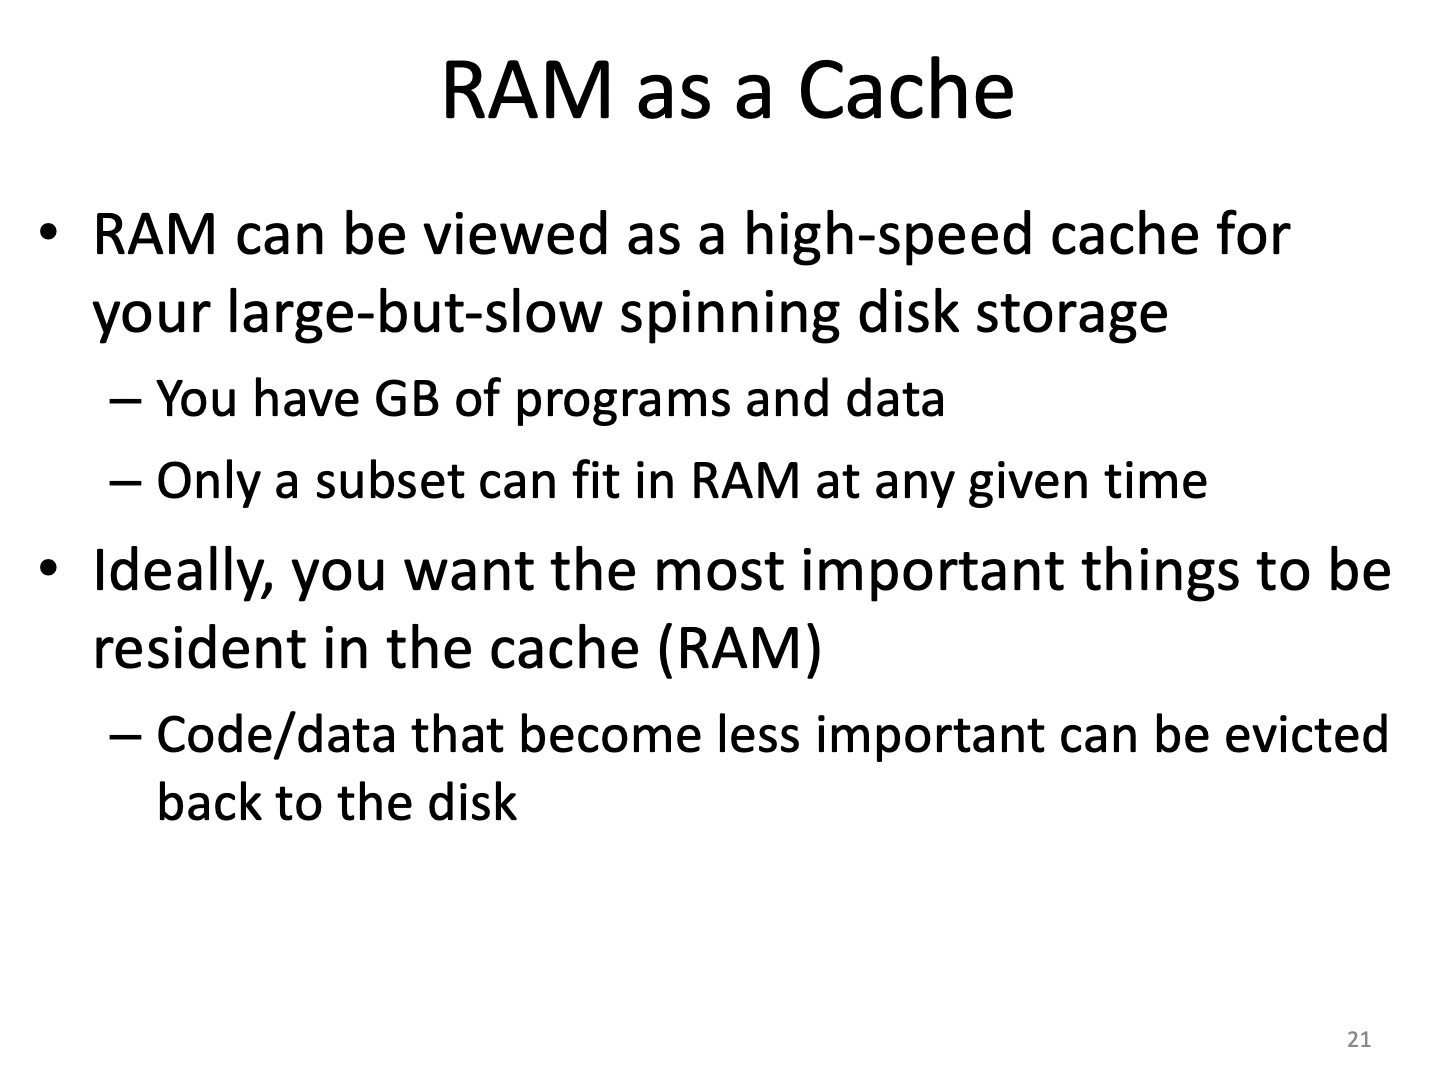 RAM as a Cache
• RAM can be viewed as a high-speed cache for
your large-but-slow spinning disk storage
– You have GB of programs and data
– Only a subset can fit in RAM at any given time
• Ideally, you want the most important things to be
resident in the cache (RAM)
– Code/data that become less important can be evicted
back to the disk
21